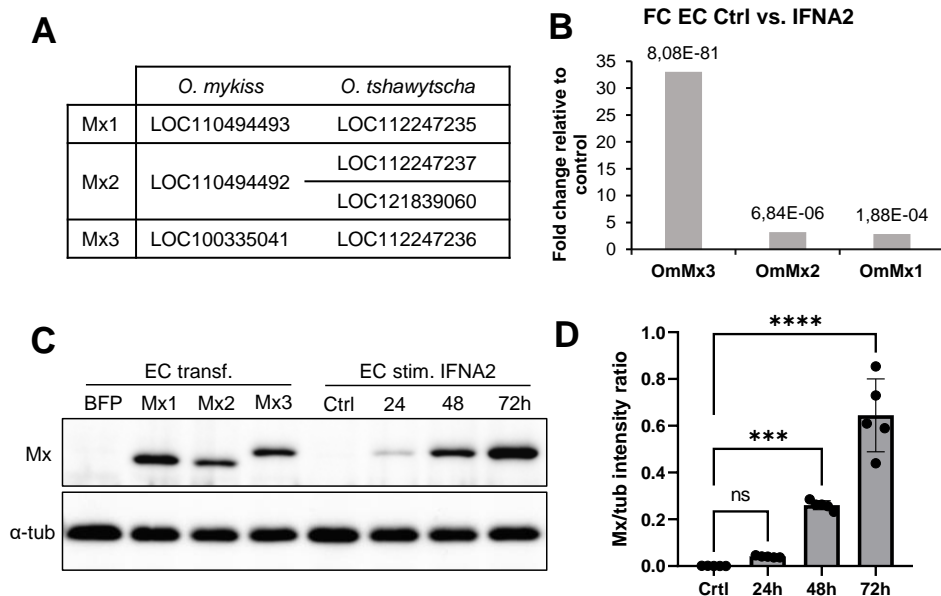 A
O. mykiss O. tshawytscha
Mx1 LOC110494493 LOC112247235
Mx2 LOC110494492 LOC112247237
LOC121839060
Mx3 LOC100335041 LOC112247236
B
FC EC Ctrl vs. IFNA2
Fold change relative to
control
35
30
25
20
15
10
5
0
8,08E-81
6,84E-06
1,88E-04
OmMx3 OmMx2 OmMx1
C
EC transf. EC stim. IFNA2
BFP Mx1 Mx2 Mx3 Ctrl 24 48 72h
Mx
α-tub
D
Mx/tub intensity ratio
1.0
0.8
0.6
0.4
0.2
0.0
****
***
ns
Crtl 24h 48h 72h